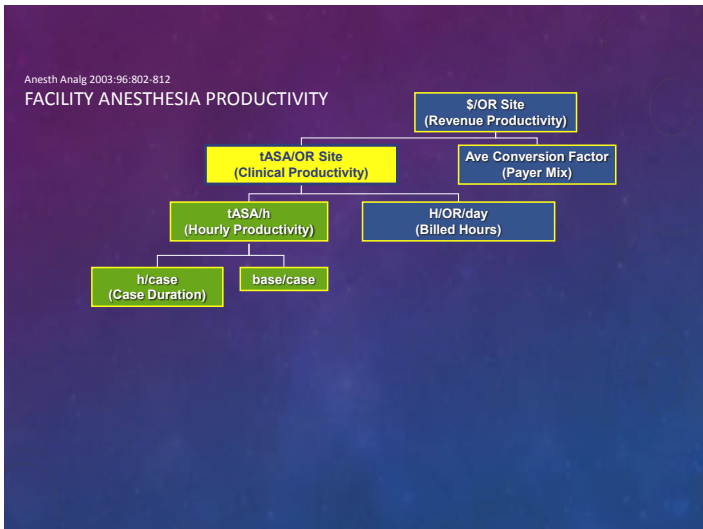 Anesth Analg 2003:96:802-812
FACILITY ANESTHESIA PRODUCTIVITY
$/OR Site
(Revenue Productivity)
tASA/OR Site
(Clinical Productivity)
Ave Conversion Factor
(Payer Mix)
tASA/h
(Hourly Productivity)
H/OR/day
(Billed Hours)
h/case
(Case Duration)
base/case